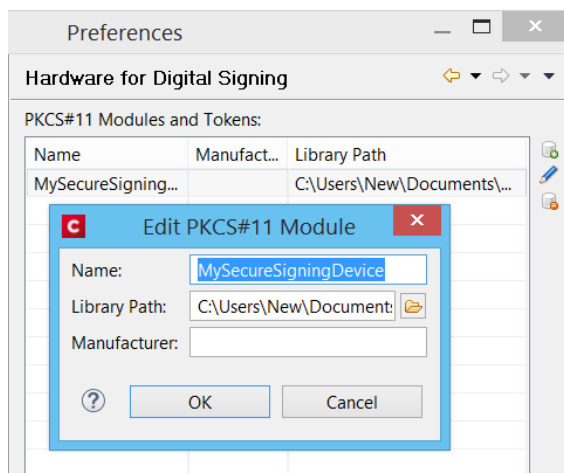 Preferences
Hardware for Digital Signing
PKCS#11 Modules and Tokens:
Name Manufact... Library Path
MySecureSigning... C:\Users\New\Documents\...
C Edit PKCS#11 Module
Name: MySecureSigningDevice
Library Path: C:\Users\New\Document
Manufacturer:
? OK Cancel